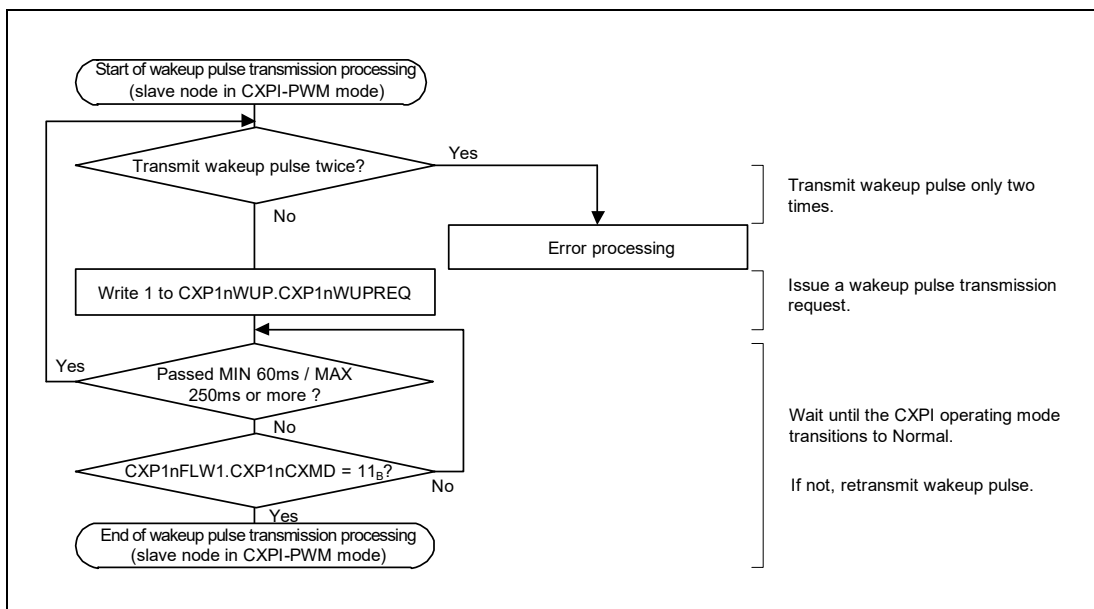 Start of wakeup pulse transmission processing
(slave node in CXPI-PWM mode)
Transmit wakeup pulse twice?
Yes
No
Transmit wakeup pulse only two
times.
Error processing
Write 1 to CXP1nWUP.CXP1nWUPREQ
Issue a wakeup pulse transmission
request.
Yes
Passed MIN 60ms / MAX
250ms or more ?
No
Wait until the CXPI operating mode
transitions to Normal.
CXP1nFLW1.CXP1nCXMD = 11B?
No
If not, retransmit wakeup pulse.
Yes
End of wakeup pulse transmission processing
(slave node in CXPI-PWM mode)